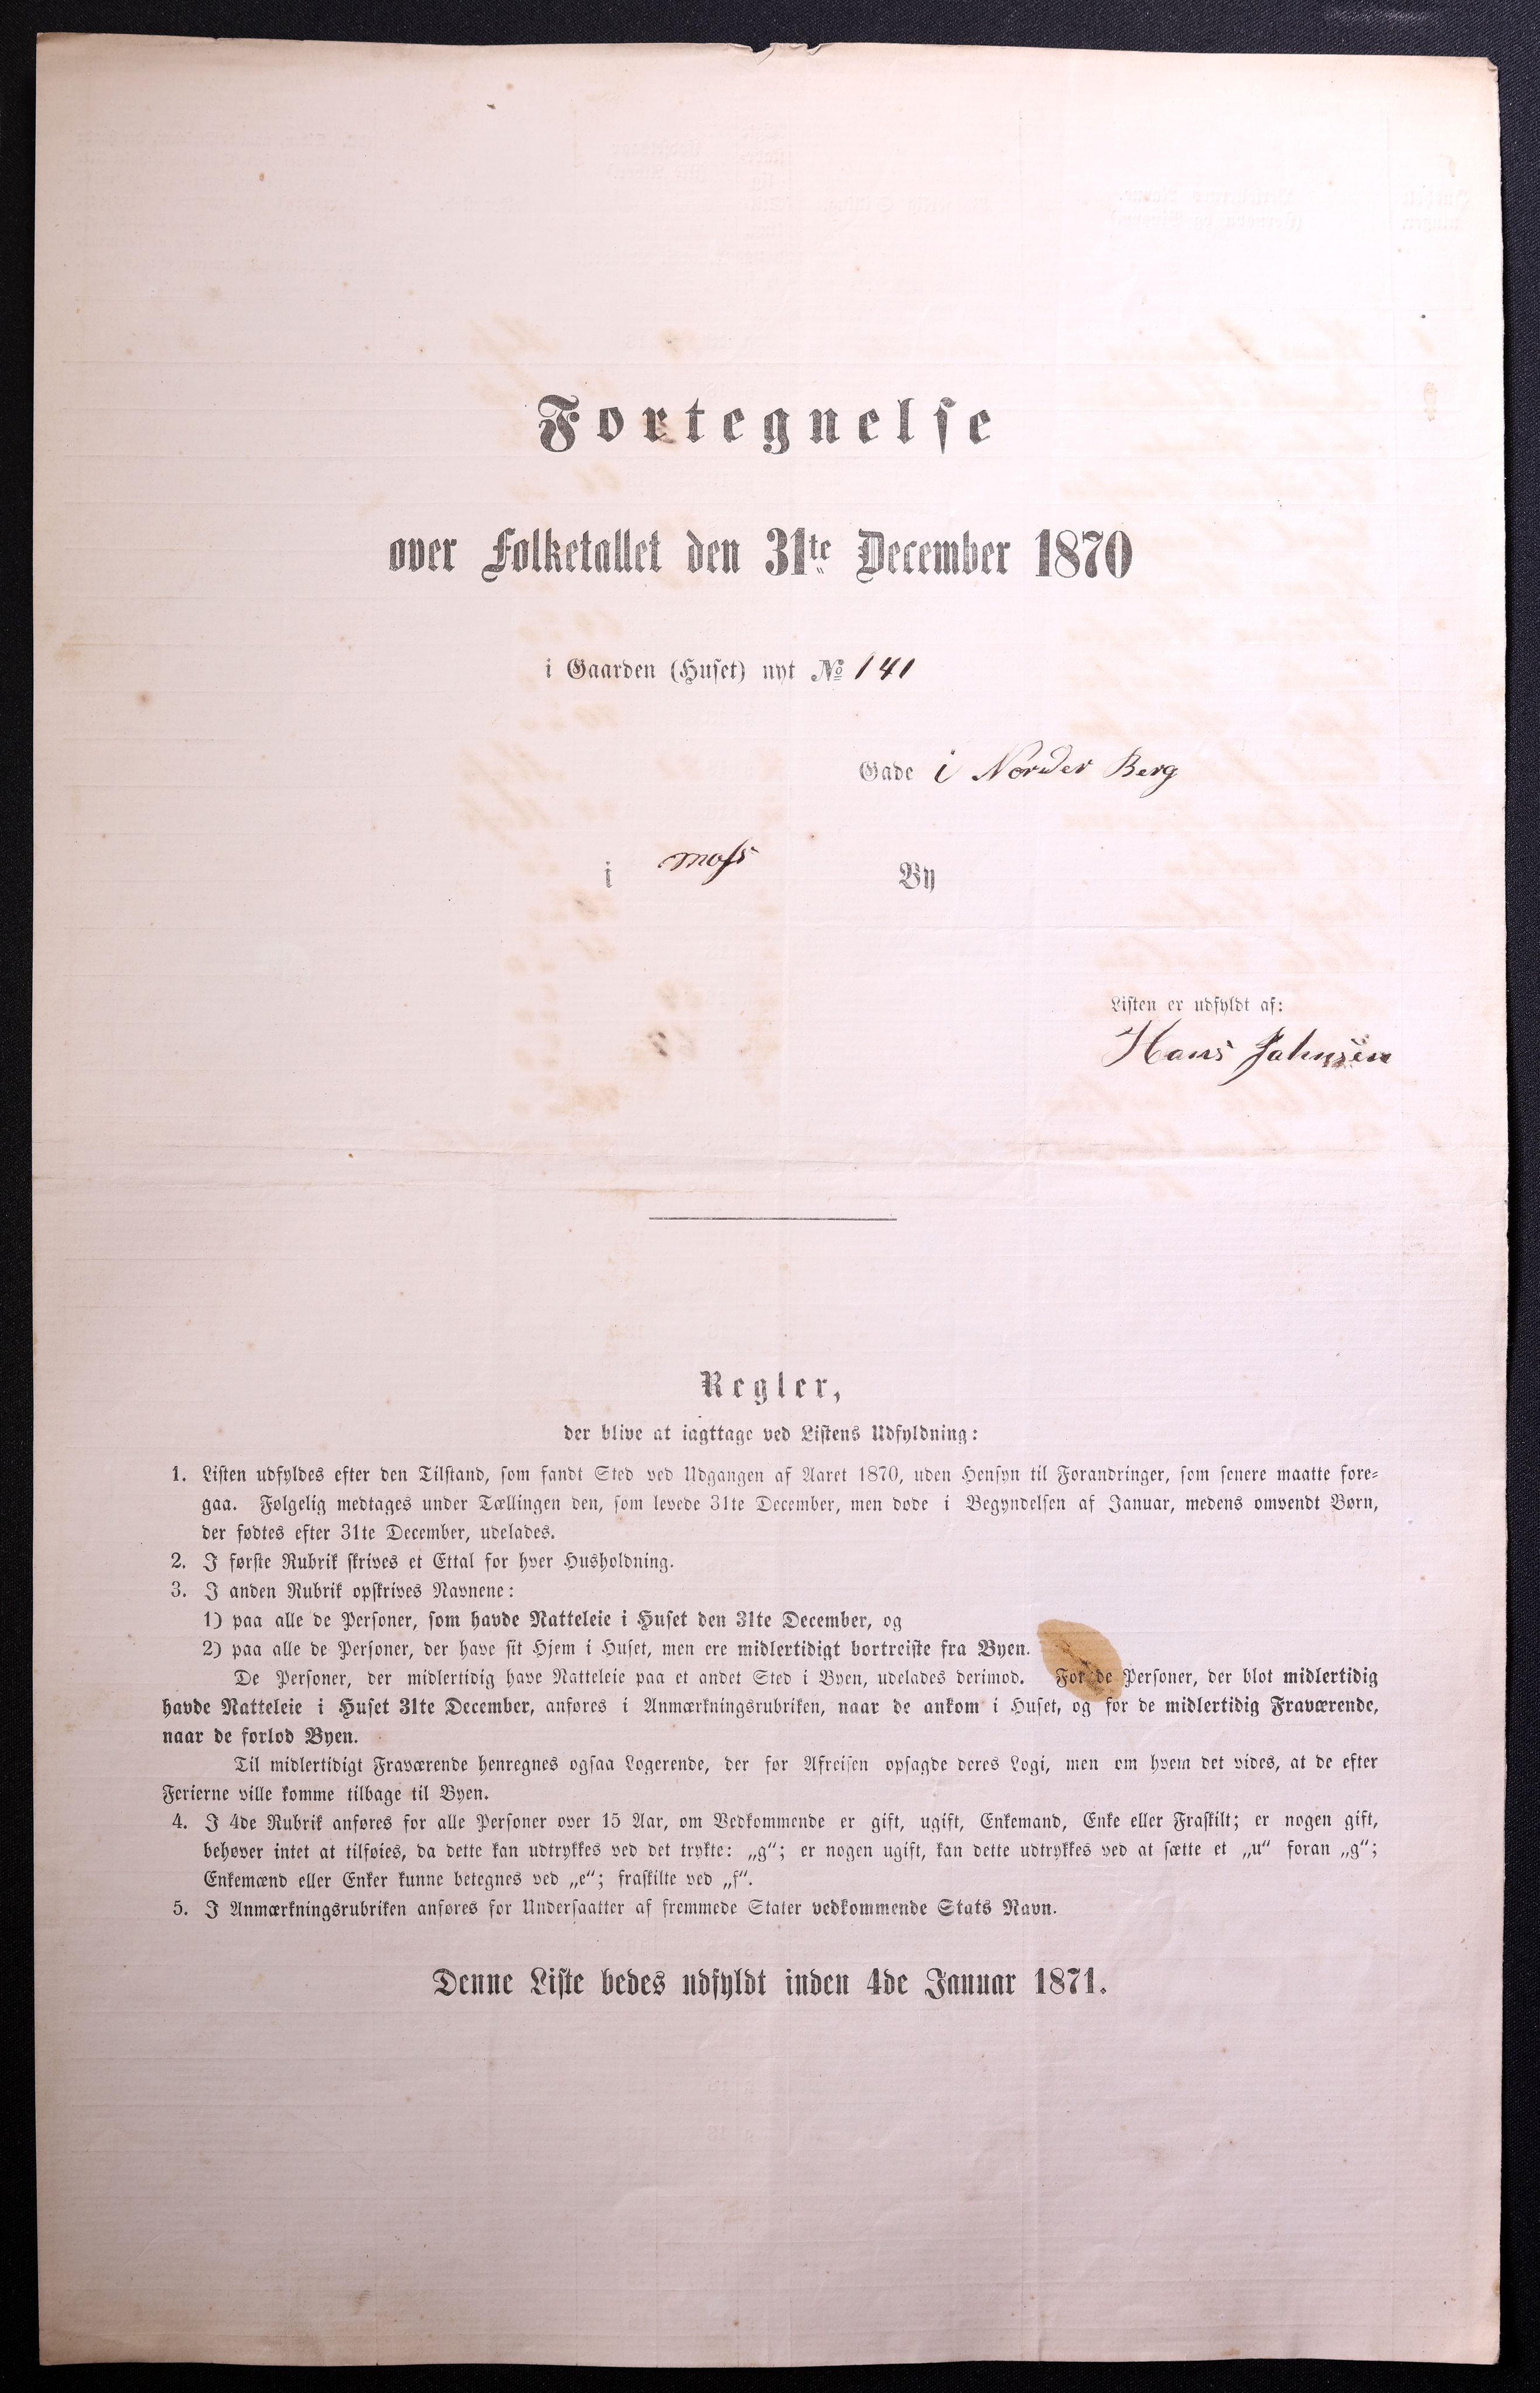 Fortegnelse
over Folketallet den 31te December 1870
i Gaarden (Huset) nyt No 141
Gade i Norder Berg
i Moss By
Listen er udfyldt af:
Hans Johnsen
Regler,
der blive at iagttage ved Listens Udfyldning:
1. Listen udfyldes efter den Tilstand, som fandt Sted ved Udgangen af Aaret 1870, uden Hensyn til Forandringer, som senere maatte fore-
gaa. Følgelig medtages under Tællingen den, som levede 31te December, men døde i Begyndelsen af Januar, medens omvendt Børn,
der fødtes efter 31te December, udelades.
2. I første Rubrik skrives et Ettal for hver Husholdning.
3. I anden Rubrik opskrives Navnene:
1) paa alle de Personer, som havde Natteleie i Huset den 31te December, og
2) paa alle de Personer, der have sit Hjem i Huset, men ere midlertidigt bortreiste fra Byen.
De Personer, der midlertidig have Natteleie paa et andet Sted i Byen, udelades derimod. For de Personer, der blot midlertidig
havde Natteleie i Huset 31te December, anføres i Anmærkningsrubriken, naar de ankom i Huset, og for de midlertidig Fraværende,
naar de forlod Byen.
Til midlertidigt Fraværende henregnes ogsaa Logerende, der før Afreisen opsagde deres Logi, men om hvem det vides, at de efter
Ferierne ville komme tilbage til Byen.
4. I 4de Rubrik anføres for alle Personer over 15 Aar, om Vedkommende er gift, ugift, Enkemand, Enke eller Fraskilt; er nogen gift,
behøver intet at tilføies, da dette kan udtrykkes ved det trykte: „g“; er nogen ugift, kan dette udtrykkes ved at sætte et „u“ foran „g“;
Enkemænd eller Enker kunne betegnes ved „e“; fraskilte ved „f“.
5. I Anmærkningsrubriken anføres for Undersaatter af fremmede Stater vedkommende Stats Navn.
Denne Liste bedes udfyldt inden 4de Januar 1871.